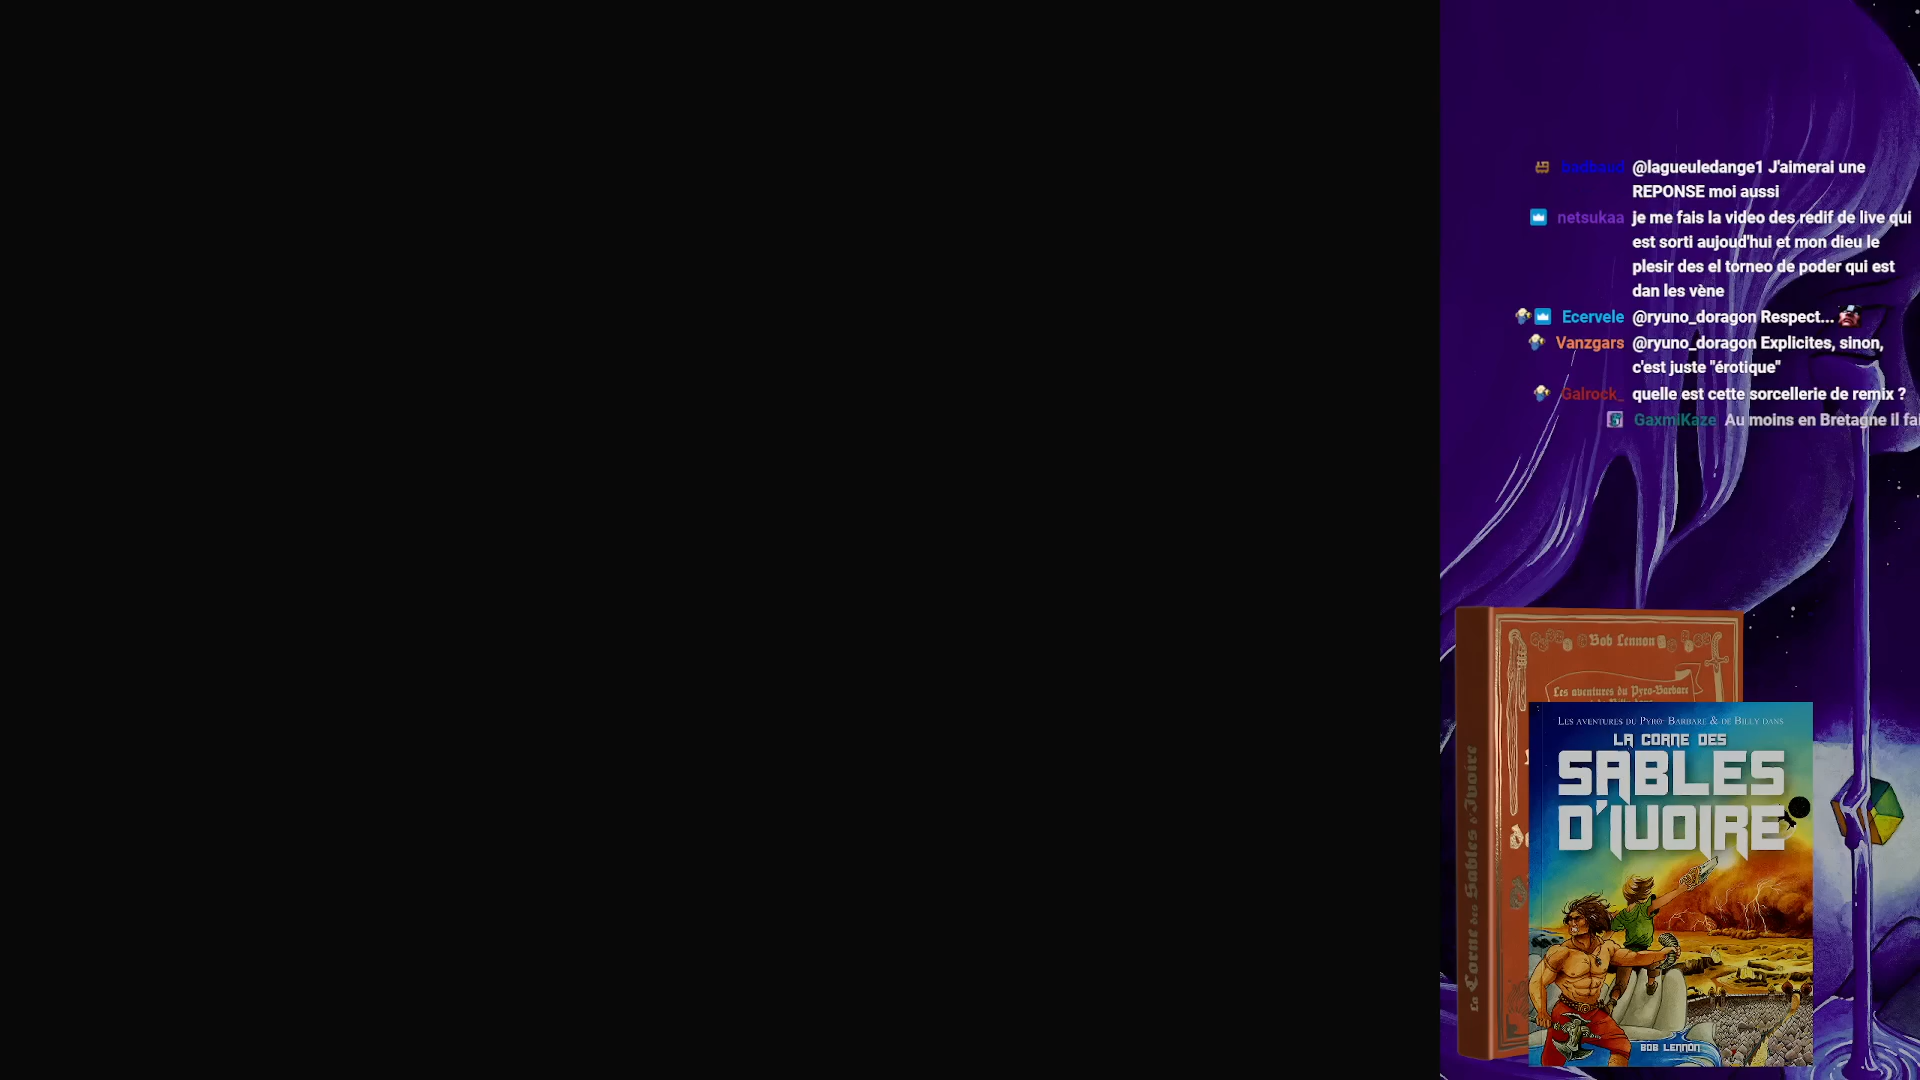 badbaud @lagueuledange1 J'aimerai une
REPONSE moi aussi
netsukaa je me fais la video des redif de live qui
est sorti aujoud'hui et mon dieu le
plesir des el torneo de poder qui est
dan les vène
Ecervele @ryuno_doragon Respect...
Vanzgars @ryuno_doragon Explicites, sinon,
c'est juste "érotique"
Galrock_ quelle est cette sorcellerie de remix ?
GaxmiKaze Au moins en Bretagne il fai
Bob Lennon
Les aventures du Pyro-Barbare
La Corne des Sables d'Ivoire
LES AVENTURES DU PYRO-BARBARE & DE BILLY DANS
LA CORNE DES
SABLES
D'IVOIRE
BOB LENNON